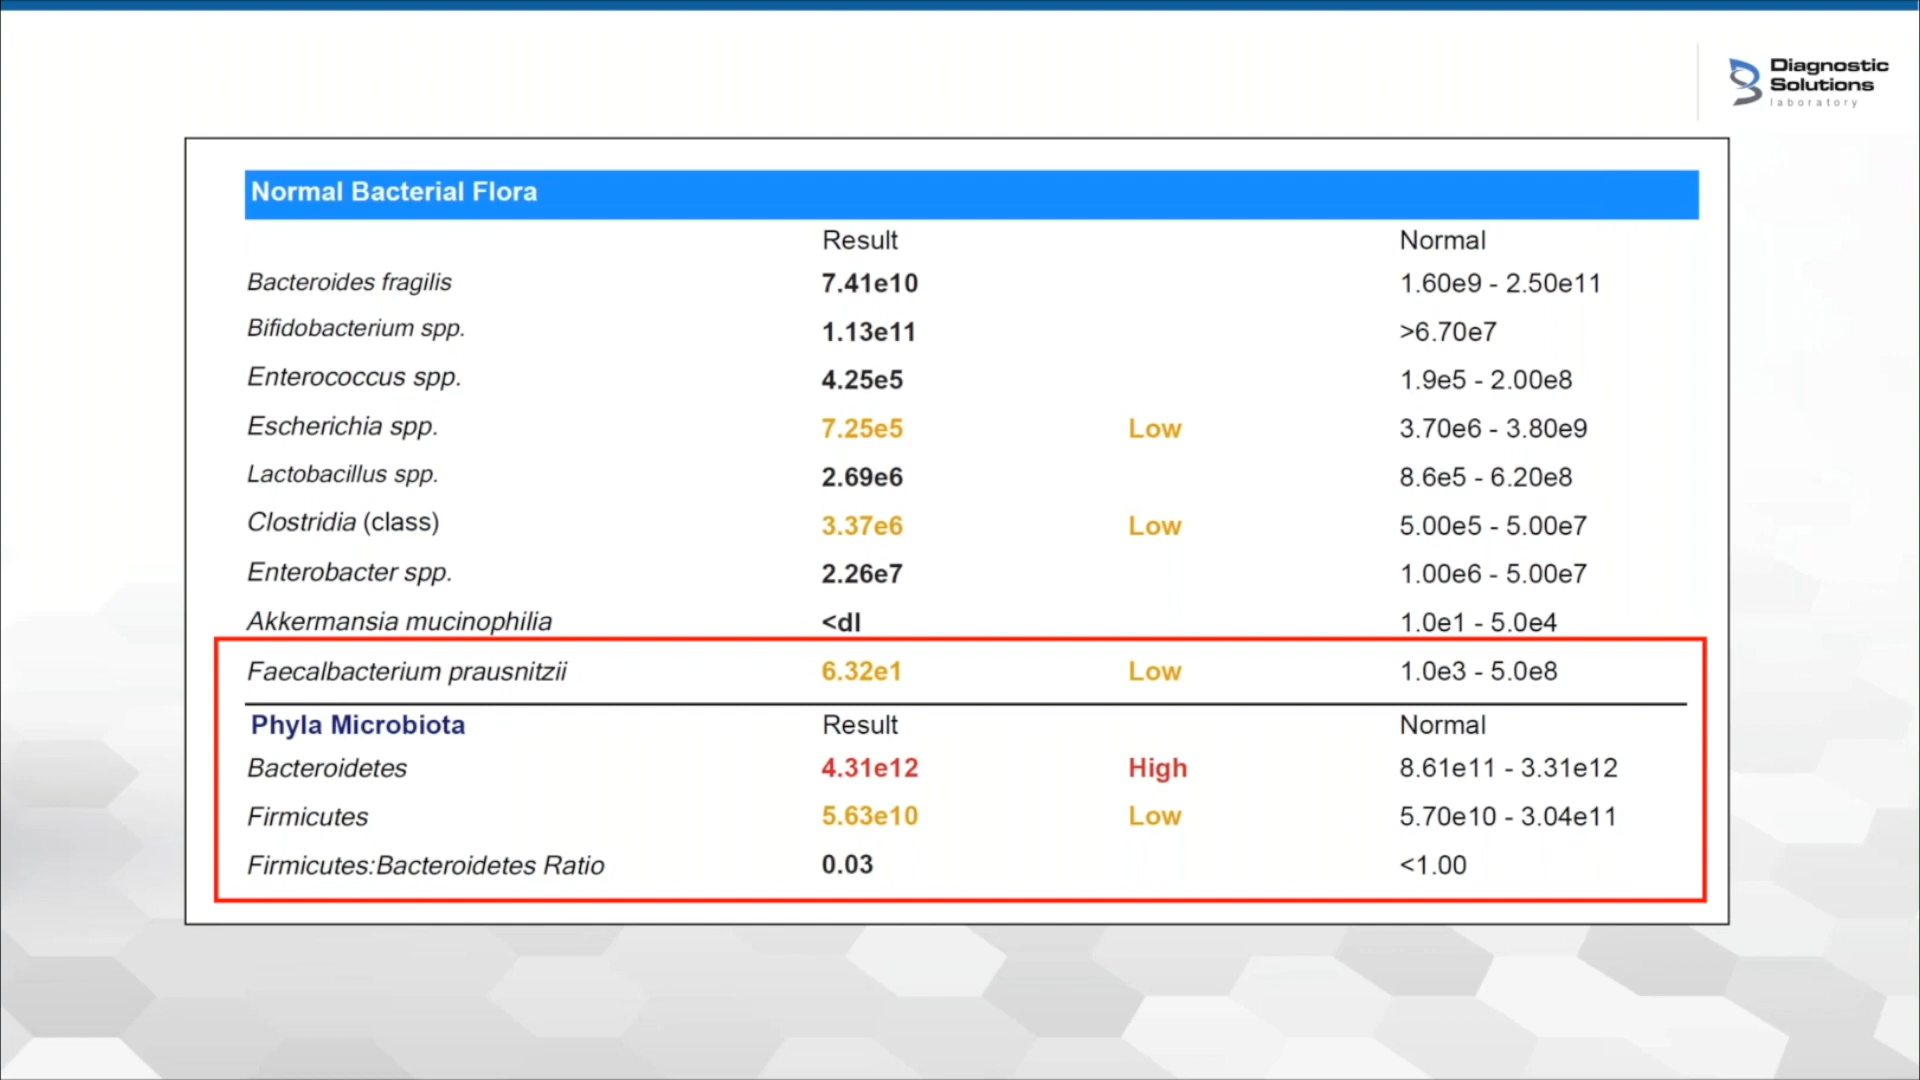 Diagnostic
Solutions
laboratory
Normal Bacterial Flora
Result Normal
Bacteroides fragilis 7.41e10 1.60e9 - 2.50e11
Bifidobacterium spp. 1.13e11 >6.70e7
Enterococcus spp. 4.25e5 1.9e5 - 2.00e8
Escherichia spp. 7.25e5 Low 3.70e6 - 3.80e9
Lactobacillus spp. 2.69e6 8.6e5 - 6.20e8
Clostridia (class) 3.37e6 Low 5.00e5 - 5.00e7
Enterobacter spp. 2.26e7 1.00e6 - 5.00e7
Akkermansia mucinophilia <dl 1.0e1 - 5.0e4
Faecalbacterium prausnitzii 6.32e1 Low 1.0e3 - 5.0e8
Phyla Microbiota Result Normal
Bacteroidetes 4.31e12 High 8.61e11 - 3.31e12
Firmicutes 5.63e10 Low 5.70e10 - 3.04e11
Firmicutes:Bacteroidetes Ratio 0.03 <1.00